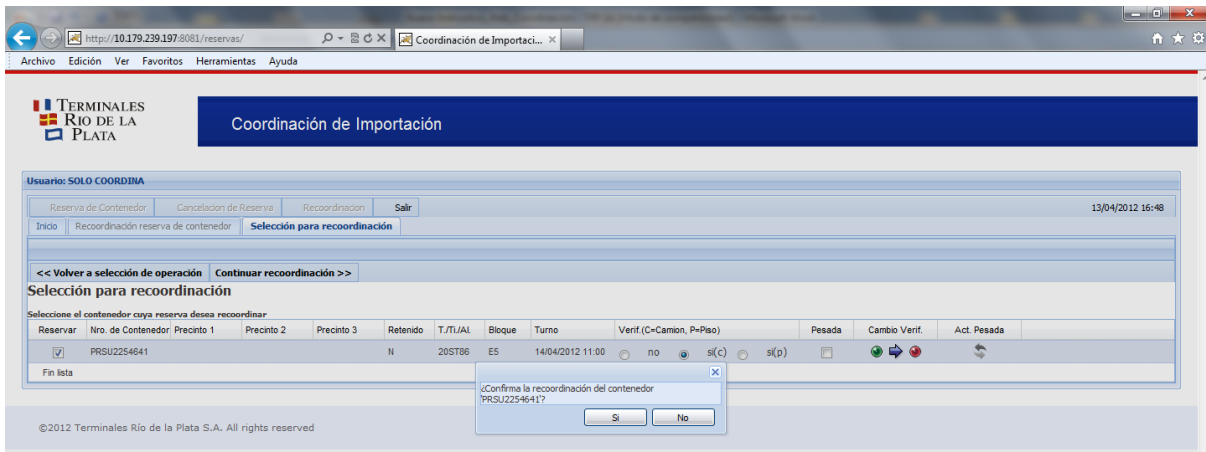 http://10.179.239.197:8081/reservas/
Coordinación de Importaci...
Archivo Edición Ver Favoritos Herramientas Ayuda
TERMINALES
RIO DE LA
PLATA
Coordinación de Importación
Usuario: SOLO COORDINA
Reserva de Contenedor Cancelacion de Reserva Recoordinacion Salir 13/04/2012 16:48
Inicio Recoordinación reserva de contenedor Selección para recoordinación
<< Volver a selección de operación Continuar recoordinación >>
Selección para recoordinación
Seleccione el contenedor cuya reserva desea recoordinar
Reservar Nro. de Contenedor Precinto 1 Precinto 2 Precinto 3 Retenido T./Ti./Al. Bloque Turno Verif.(C=Camion, P=Piso) Pesada Cambio Verif. Act. Pesada
PRSU2254641 N 20ST86 E5 14/04/2012 11:00 no si(c) si(p)
Fin lista
¿Confirma la recoordinación del contenedor
'PRSU2254641'?
Si No
©2012 Terminales Río de la Plata S.A. All rights reserved